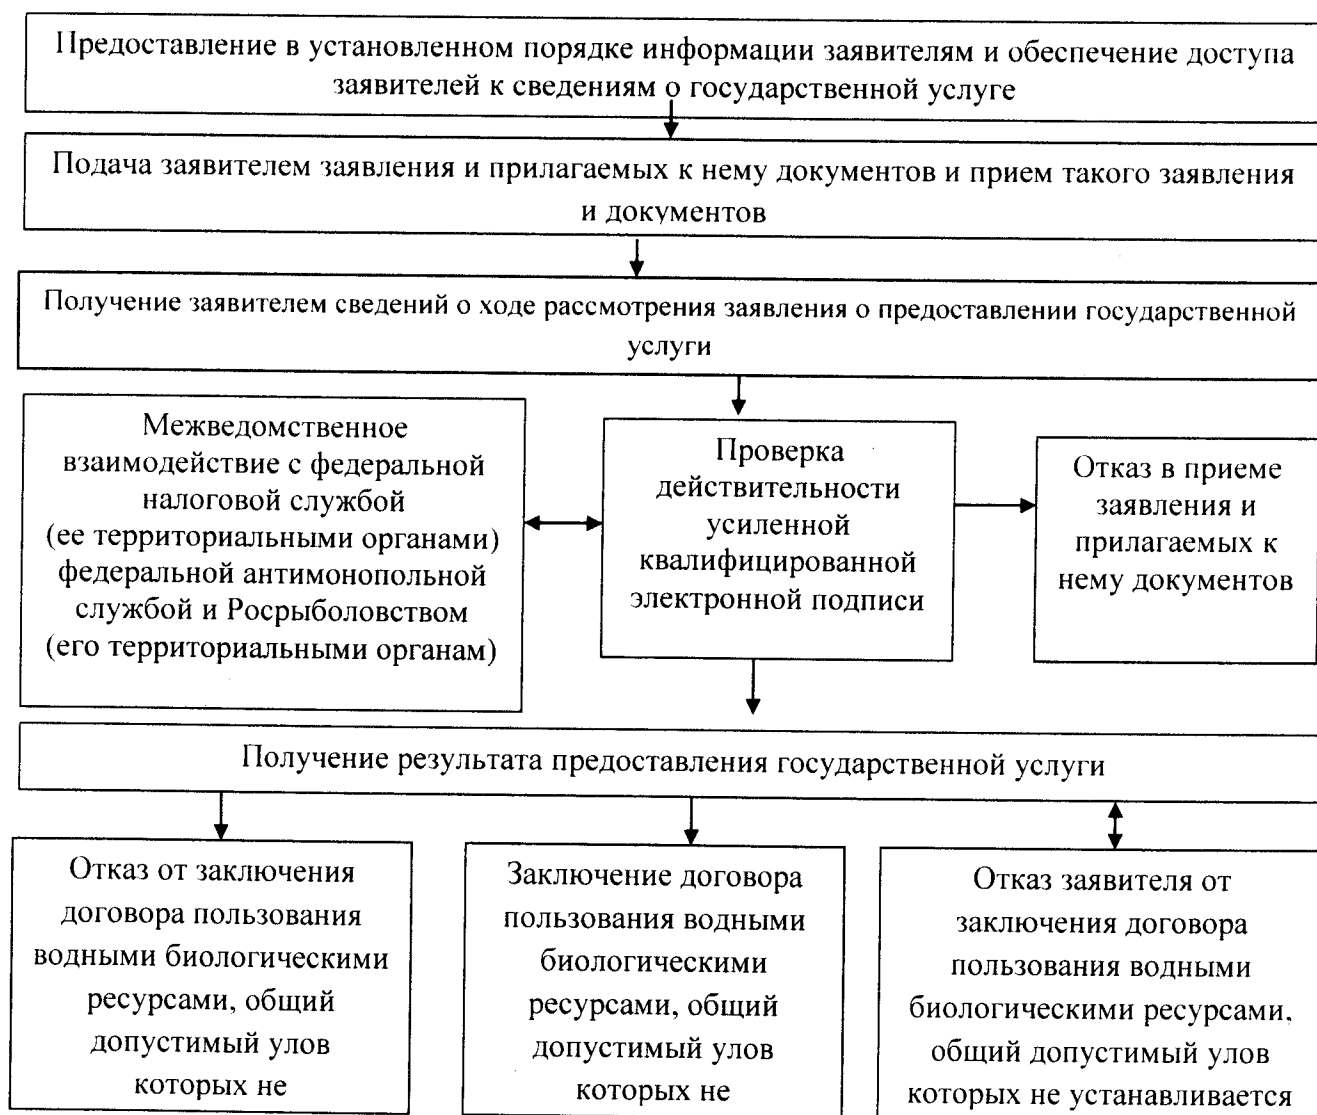 Предоставление в установленном порядке информации заявителям и обеспечение доступа
заявителей к сведениям о государственной услуге
Подача заявителем заявления и прилагаемых к нему документов и прием такого заявления
и документов
Получение заявителем сведений о ходе рассмотрения заявления о предоставлении государственной
услуги
Межведомственное
взаимодействие с федеральной
налоговой службой
(ее территориальными органами)
федеральной антимонопольной
службой и Росрыболовством
(его территориальными органам)
Проверка
действительности
усиленной
квалифицированной
электронной подписи
Отказ в приеме
заявления и
прилагаемых к
нему документов
Получение результата предоставления государственной услуги
Отказ от заключения
договора пользования
водными биологическими
ресурсами, общий
допустимый улов
которых не
Заключение договора
пользования водными
биологическими
ресурсами, общий
допустимый улов
которых не
Отказ заявителя от
заключения договора
пользования водными
биологическими ресурсами,
общий допустимый улов
которых не устанавливается